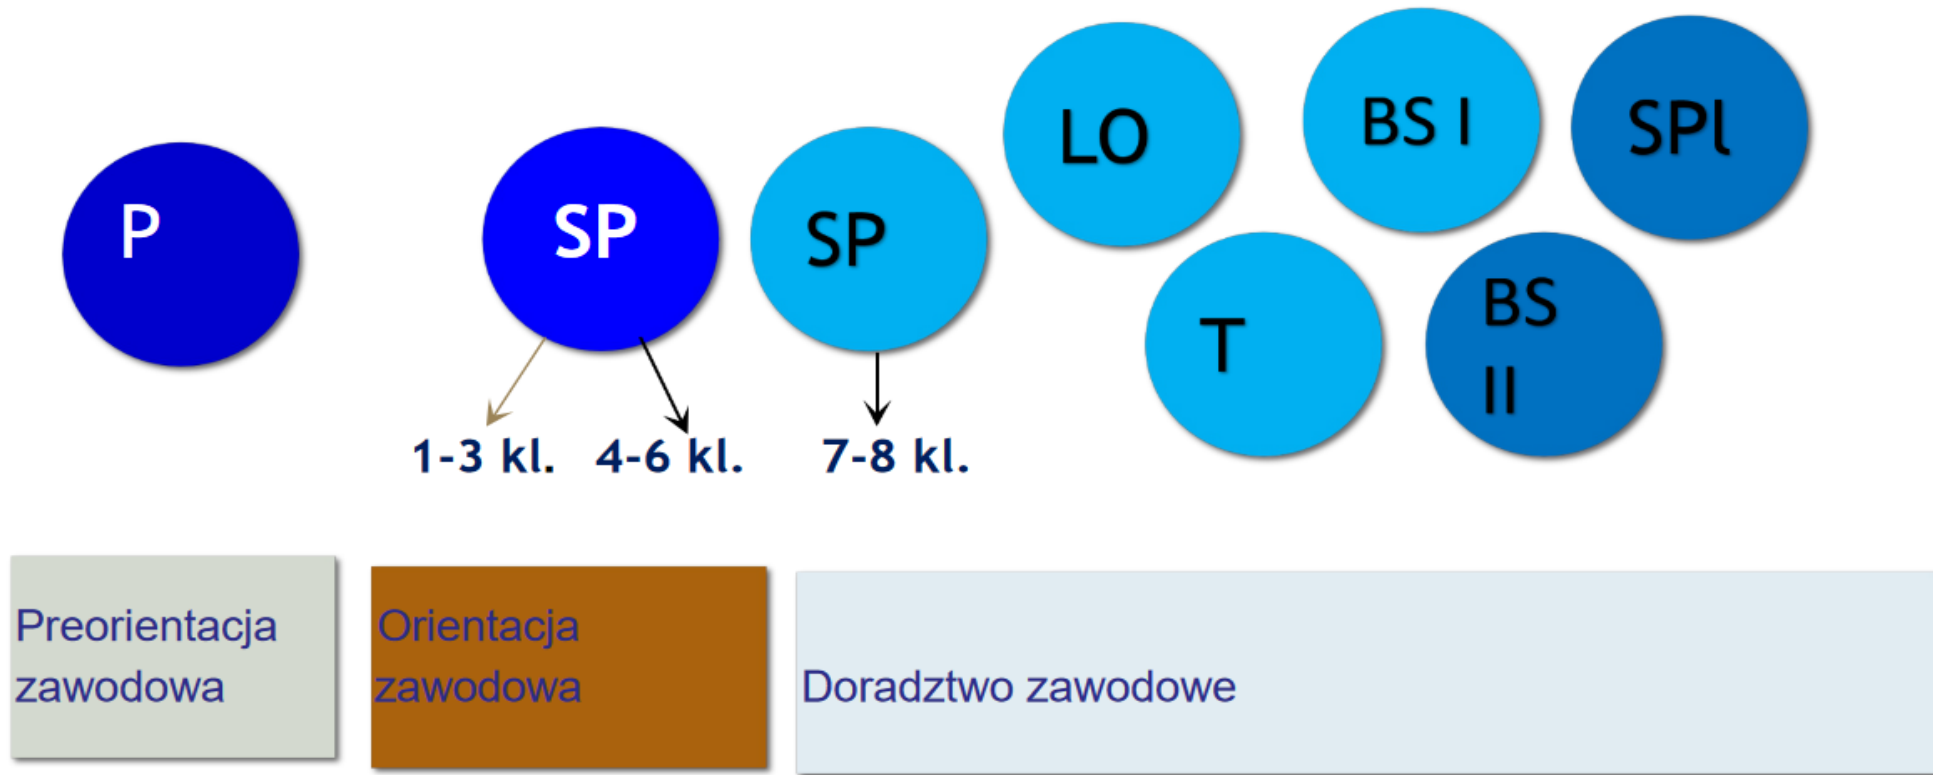 P
SP
SP
LO
BS I
SPl
T
BS
II
1-3 kl.
4-6 kl.
7-8 kl.
Preorientacja
zawodowa
Orientacja
zawodowa
Doradztwo zawodowe